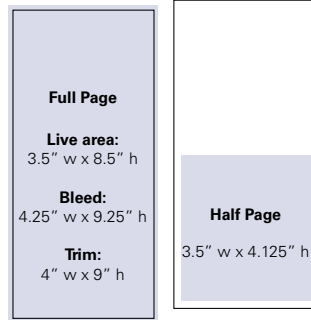 Full Page
Live area:
3.5” w x 8.5” h
Bleed:
4.25” w x 9.25” h
Trim:
4” w x 9” h
Half Page
3.5” w x 4.125” h